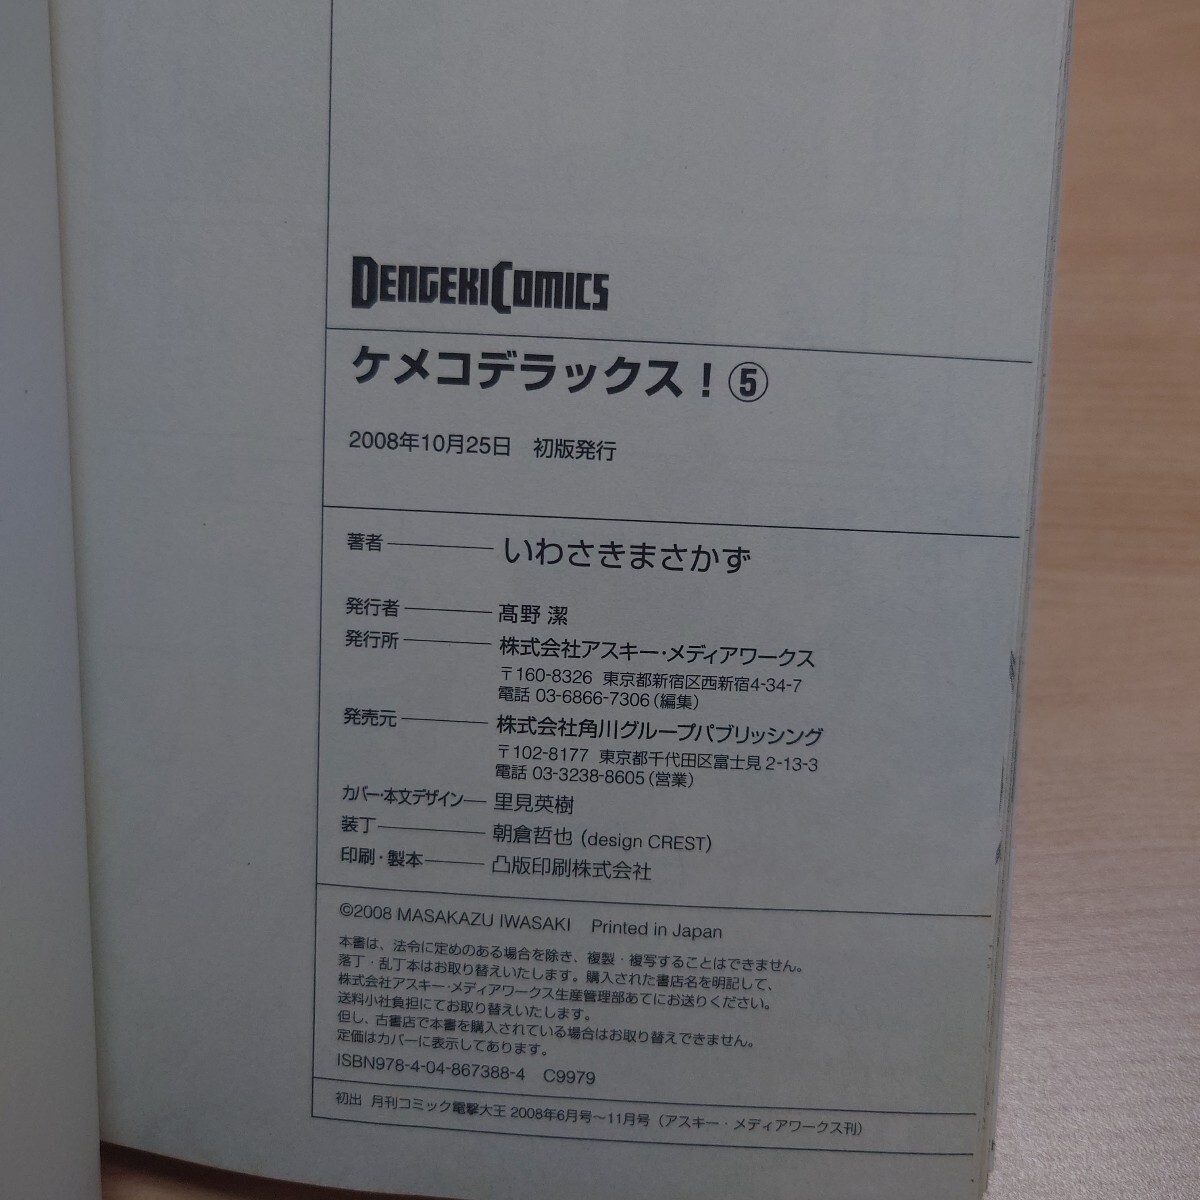 DENGEKI COMICS
ケメコデラックス！⑤
2008年10月25日　初版発行
著者 いわさきまさかず
発行者 髙野 潔
発行所 株式会社アスキー・メディアワークス
〒160-8326 東京都新宿区西新宿4-34-7
電話 03-6866-7306（編集）
発売元 株式会社角川グループパブリッシング
〒102-8177 東京都千代田区富士見2-13-3
電話 03-3238-8605（営業）
カバー・本文デザイン 里見英樹
装丁 朝倉哲也（design CREST）
印刷・製本 凸版印刷株式会社
©2008 MASAKAZU IWASAKI　Printed in Japan
本書は、法令に定めのある場合を除き、複製・複写することはできません。
落丁・乱丁本はお取り替えいたします。購入された書店名を明記して、
株式会社アスキー・メディアワークス生産管理部あてにお送りください。
送料小社負担にてお取り替えいたします。
但し、古書店で本書を購入されている場合はお取り替えできません。
定価はカバーに表示してあります。
ISBN978-4-04-867388-4　C9979
初出 月刊コミック電撃大王 2008年6月号～11月号（アスキー・メディアワークス刊）